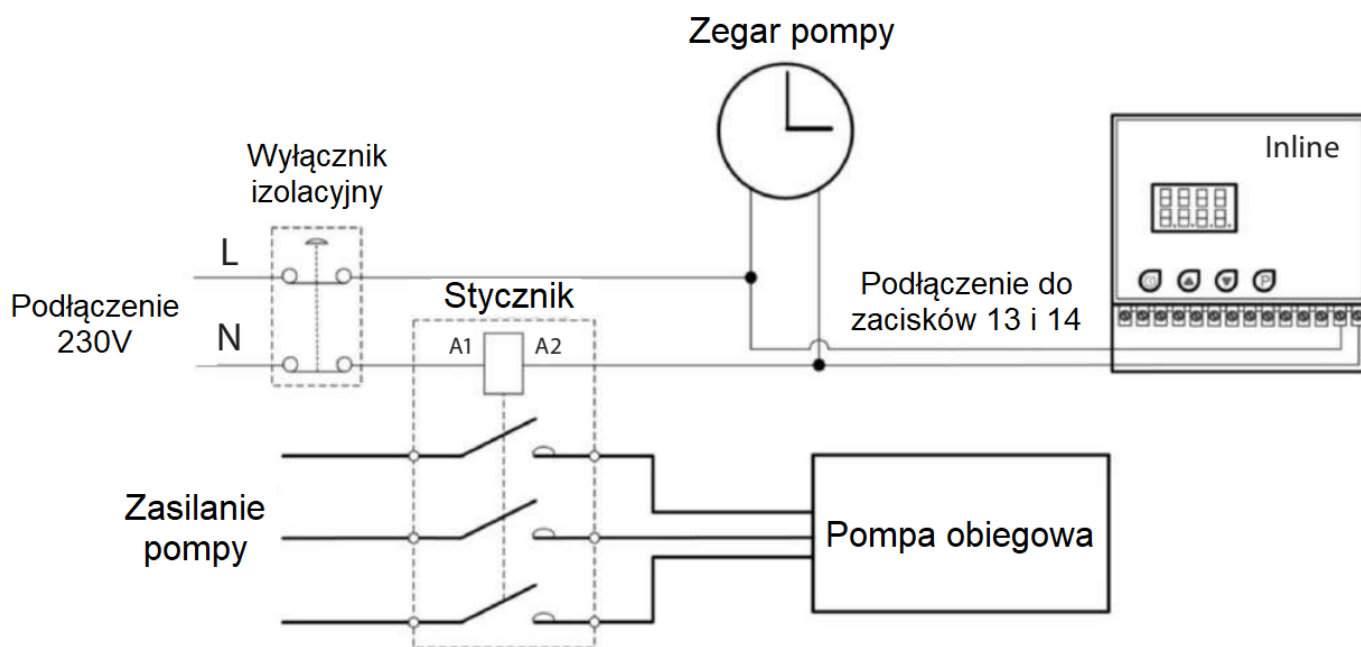 Zegar pompy
Inline
Wyłącznik
izolacyjny
L
Podłączenie
230V
N
Stycznik
A1
A2
Podłączenie do
zacisków 13 i 14
P
Zasilanie
pompy
Pompa obiegowa